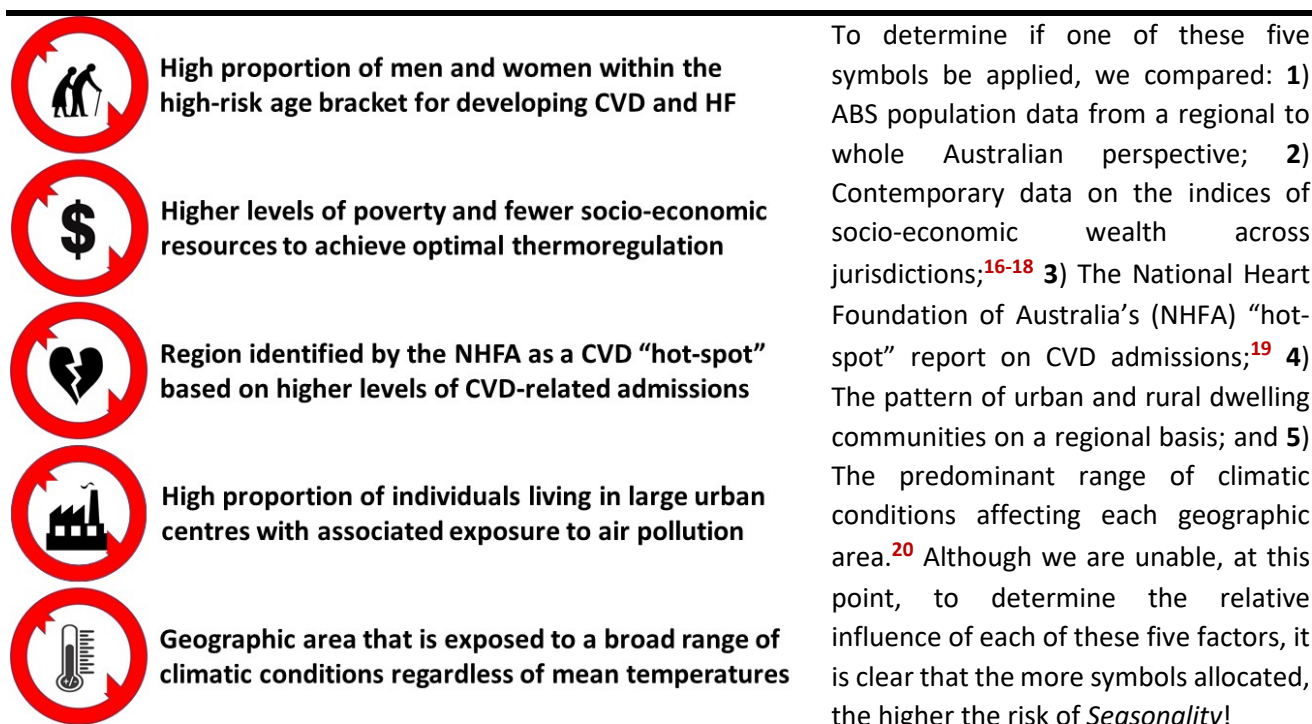 High proportion of men and women within the
high-risk age bracket for developing CVD and HF
$
Higher levels of poverty and fewer socio-economic
resources to achieve optimal thermoregulation
Region identified by the NHFA as a CVD “hot-spot”
based on higher levels of CVD-related admissions
High proportion of individuals living in large urban
centres with associated exposure to air pollution
+/-
Geographic area that is exposed to a broad range of
climatic conditions regardless of mean temperatures
To determine if one of these five
symbols be applied, we compared: 1)
ABS population data from a regional to
whole Australian perspective; 2)
Contemporary data on the indices of
socio-economic wealth across
jurisdictions;16-18 3) The National Heart
Foundation of Australia’s (NHFA) “hot-
spot” report on CVD admissions;19 4)
The pattern of urban and rural dwelling
communities on a regional basis; and 5)
The predominant range of climatic
conditions affecting each geographic
area.20 Although we are unable, at this
point, to determine the relative
influence of each of these five factors, it
is clear that the more symbols allocated,
the higher the risk of Seasonality!